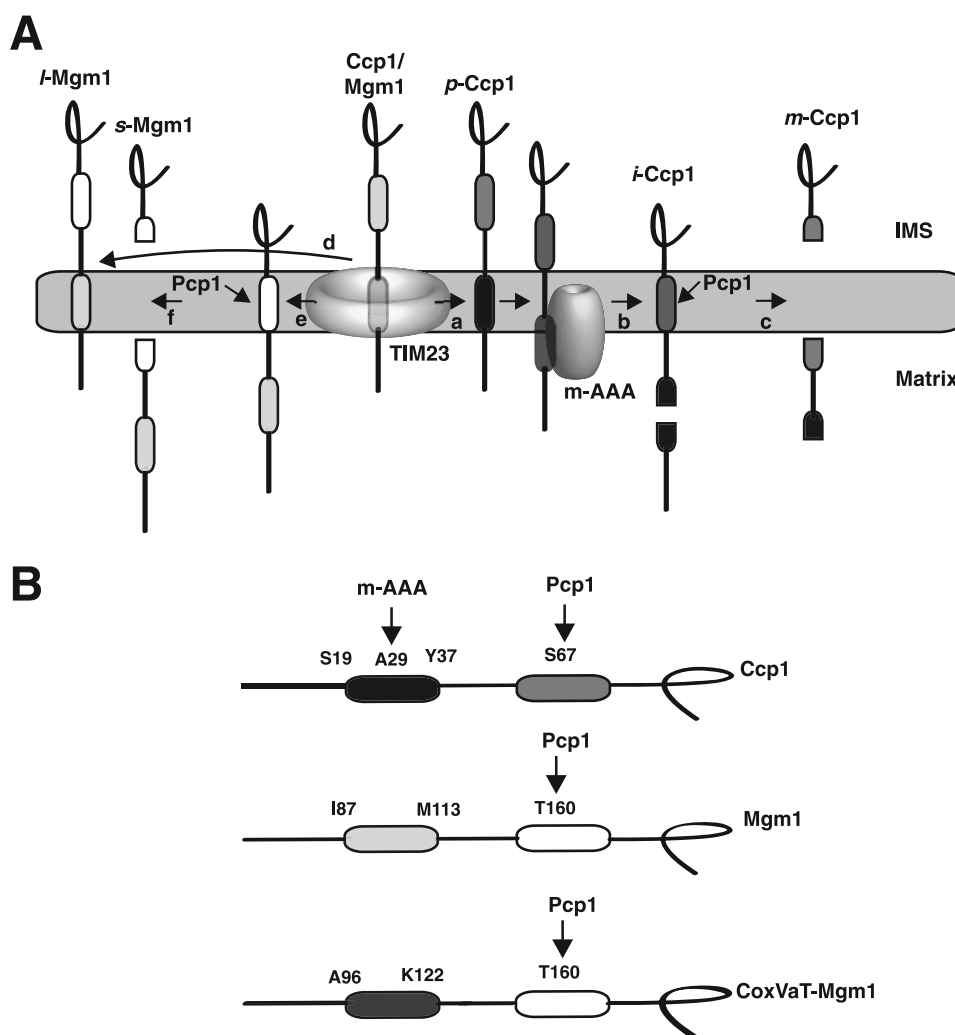 A
l-Mgm1
s-Mgm1
Ccp1/
Mgm1
p-Ccp1
i-Ccp1
m-Ccp1
IMS
d
Pcp1
Pcp1
f
e
a
b
c
TIM23
m-AAA
Matrix
B
m-AAA
Pcp1
S19
A29
Y37
S67
Ccp1
Pcp1
I87
M113
T160
Mgm1
Pcp1
A96
K122
T160
CoxVaT-Mgm1